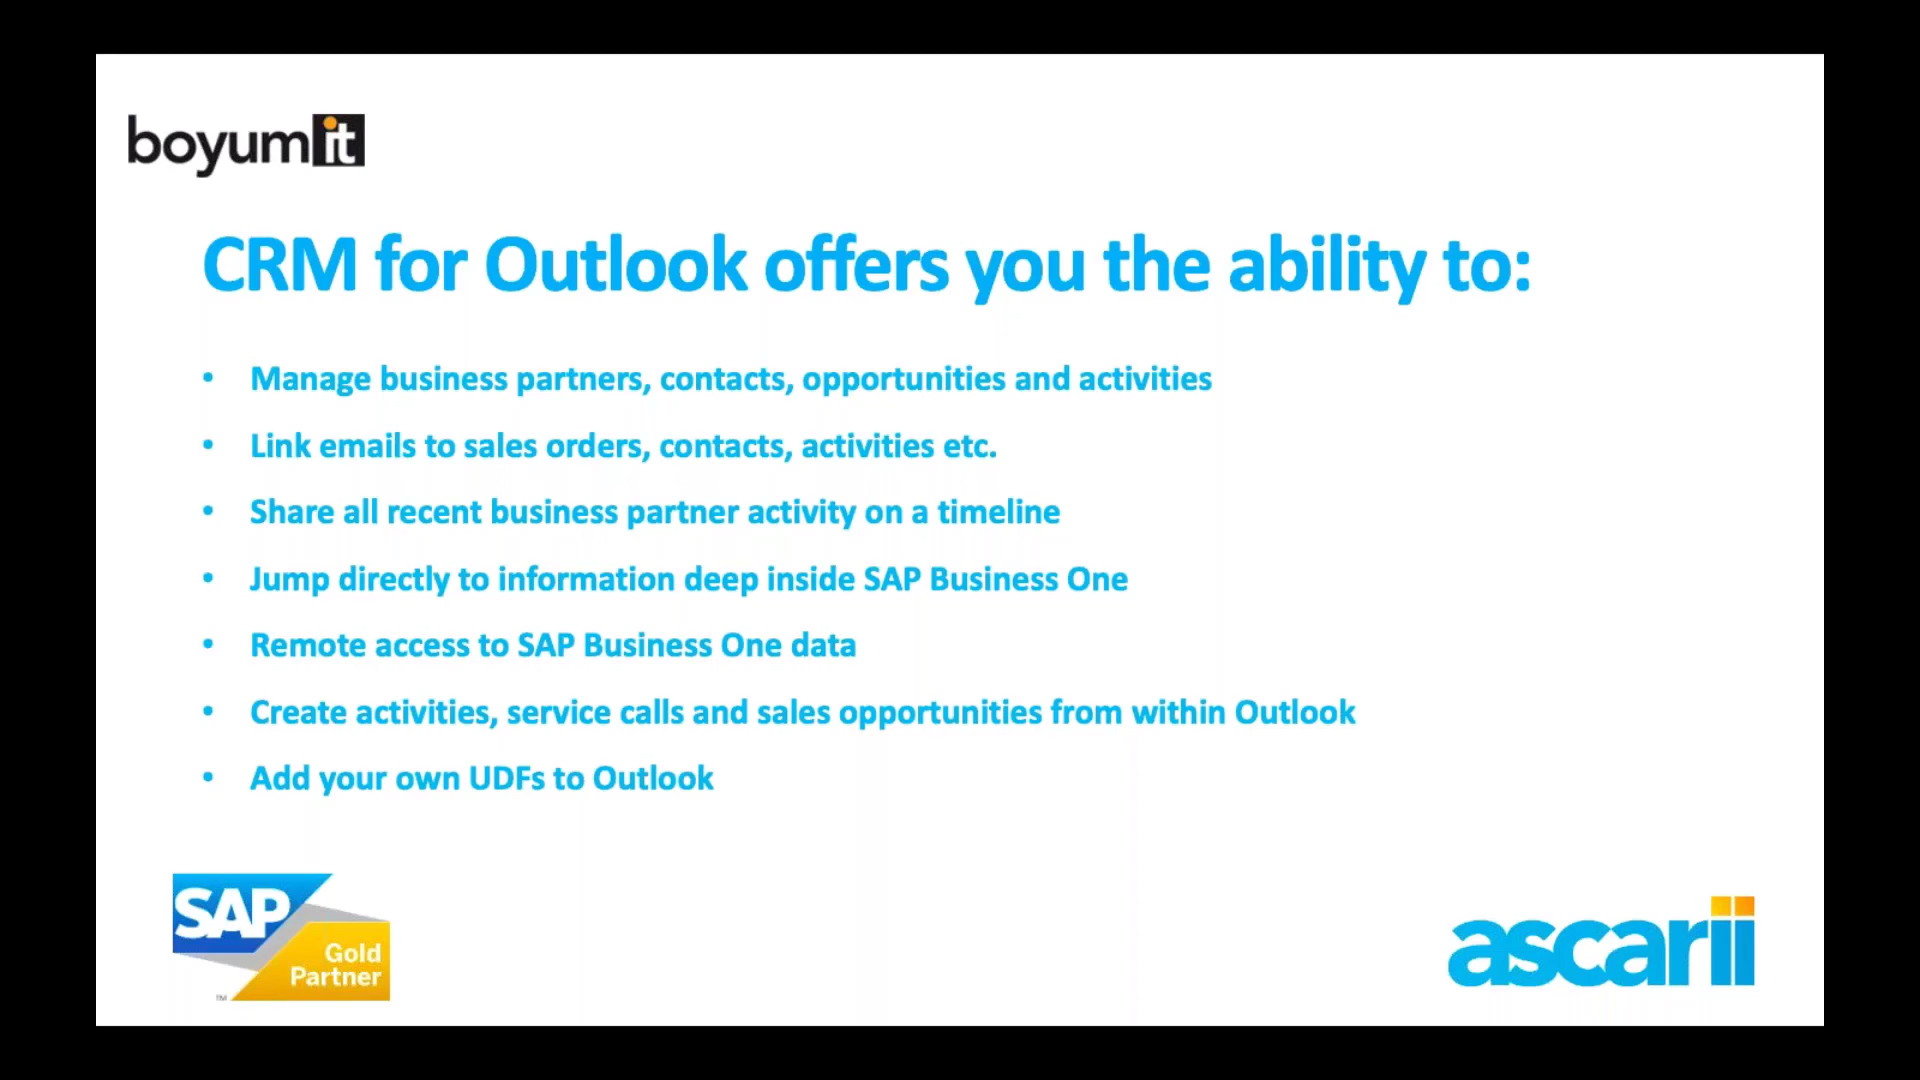 boyumit
CRM for Outlook offers you the ability to:
• Manage business partners, contacts, opportunities and activities
• Link emails to sales orders, contacts, activities etc.
• Share all recent business partner activity on a timeline
• Jump directly to information deep inside SAP Business One
• Remote access to SAP Business One data
• Create activities, service calls and sales opportunities from within Outlook
• Add your own UDFs to Outlook
SAP
Gold
Partner
TM
ascarii